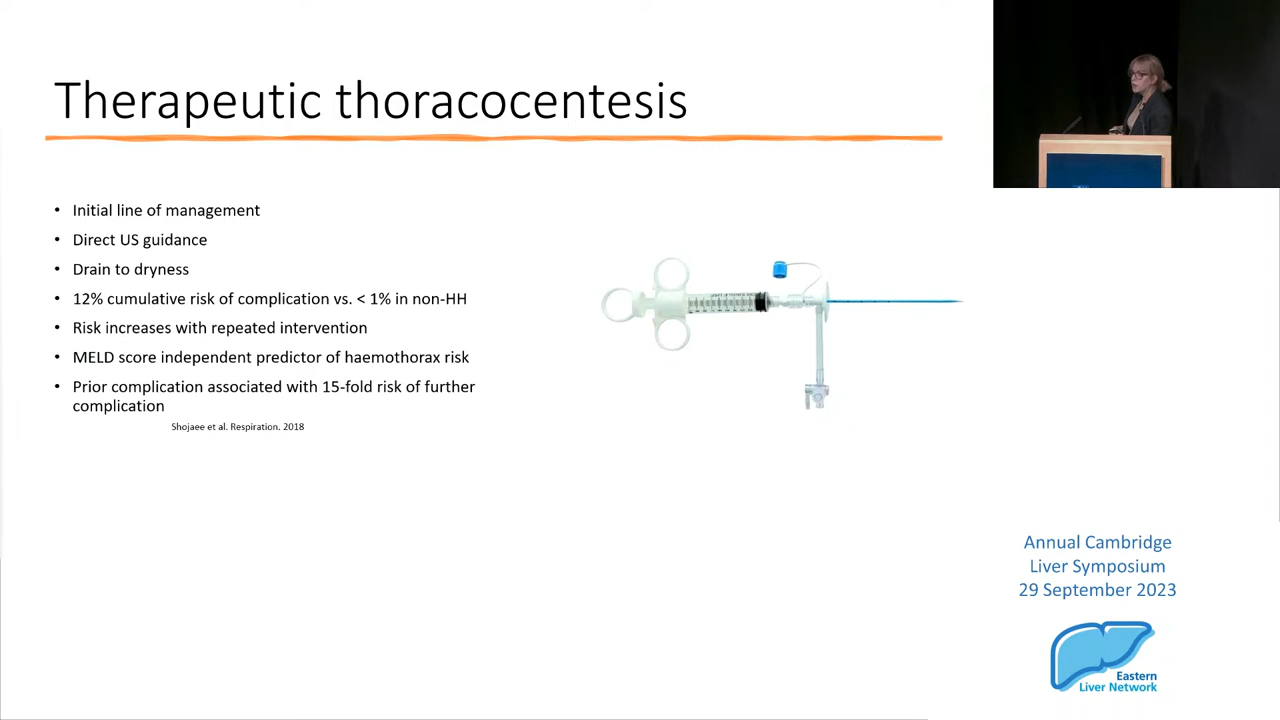 Therapeutic thoracocentesis
• Initial line of management
• Direct US guidance
• Drain to dryness
• 12% cumulative risk of complication vs. < 1% in non-HH
• Risk increases with repeated intervention
• MELD score independent predictor of haemothorax risk
• Prior complication associated with 15-fold risk of further
complication
Shojaee et al. Respiration. 2018
Annual Cambridge
Liver Symposium
29 September 2023
Eastern
Liver Network